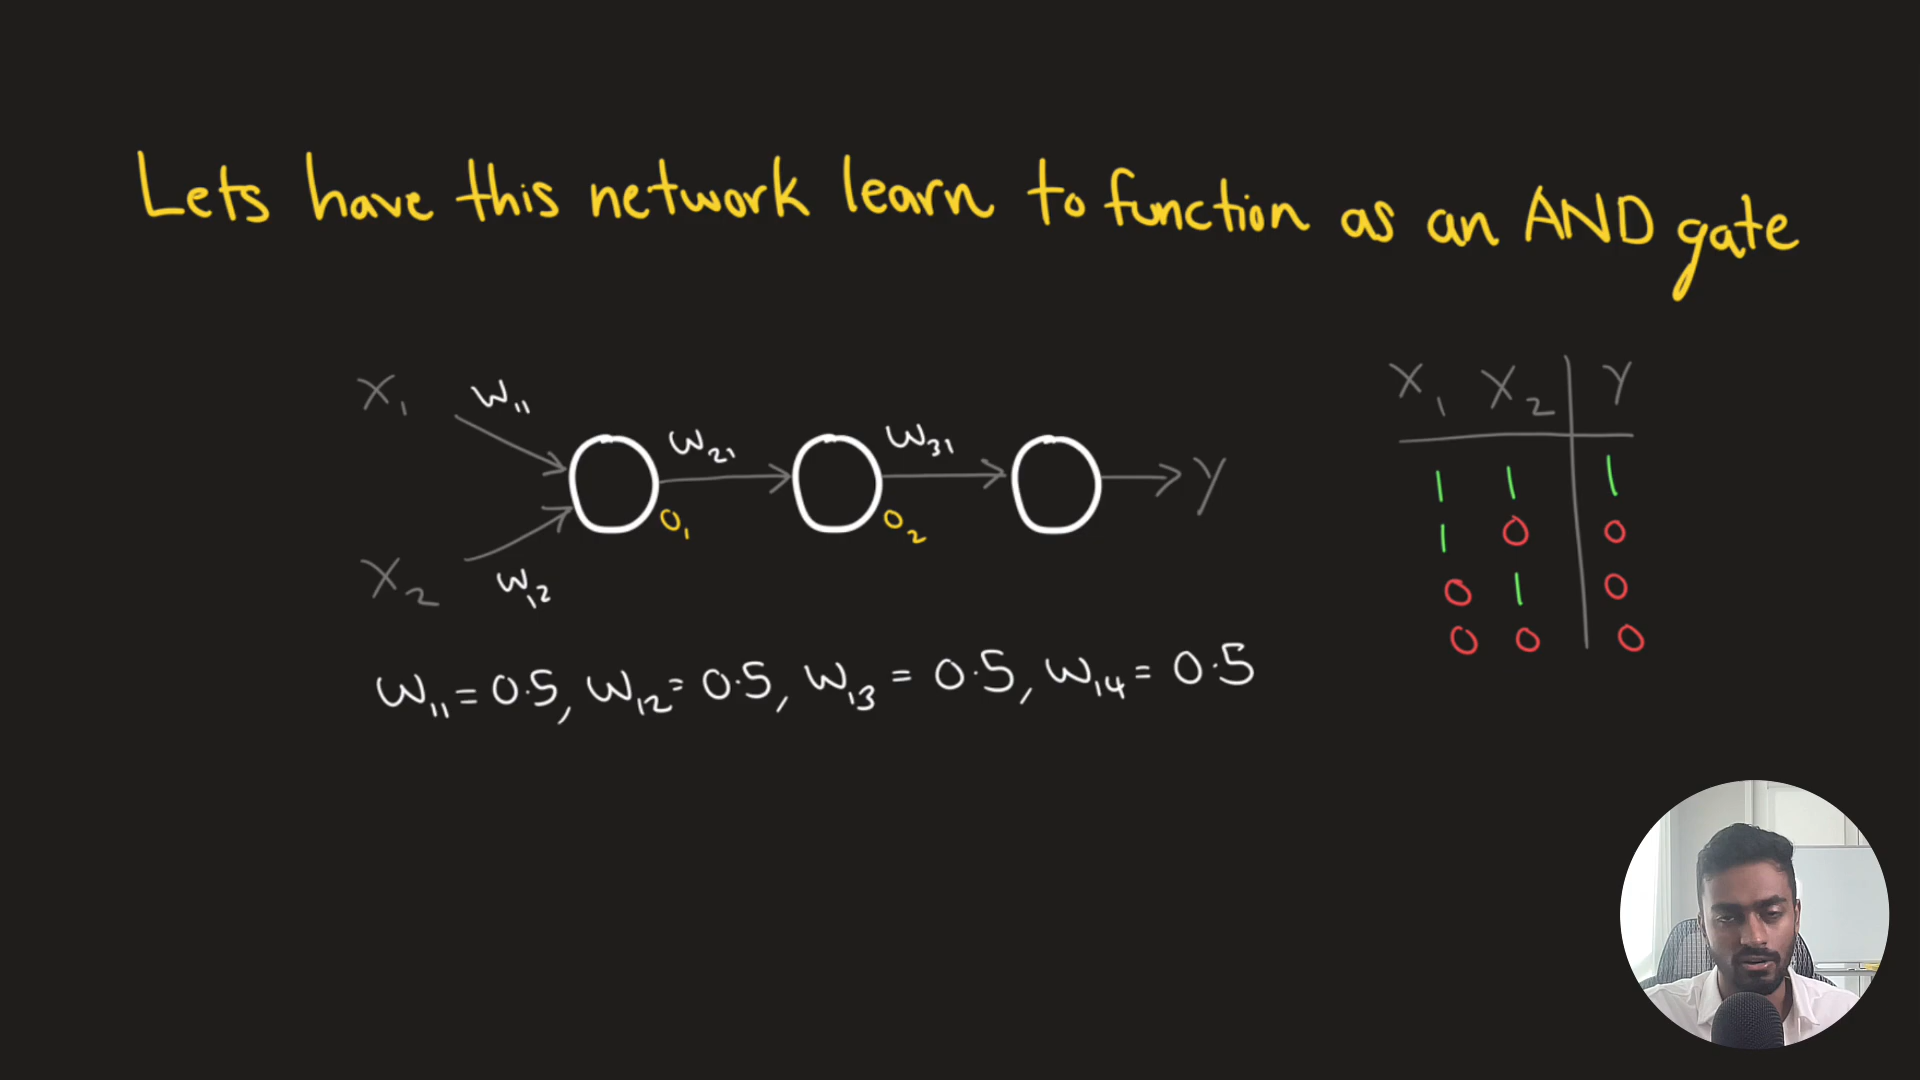 Lets have this network learn to function as an AND gate
X₁ W₁₁
W₂₁ W₃₁
Y
O₁ O₂
X₂ W₁₂
W₁₁ = 0.5, W₁₂ = 0.5, W₁₃ = 0.5, W₁₄ = 0.5
X₁ X₂ Y
1 1 1
1 0 0
0 1 0
0 0 0